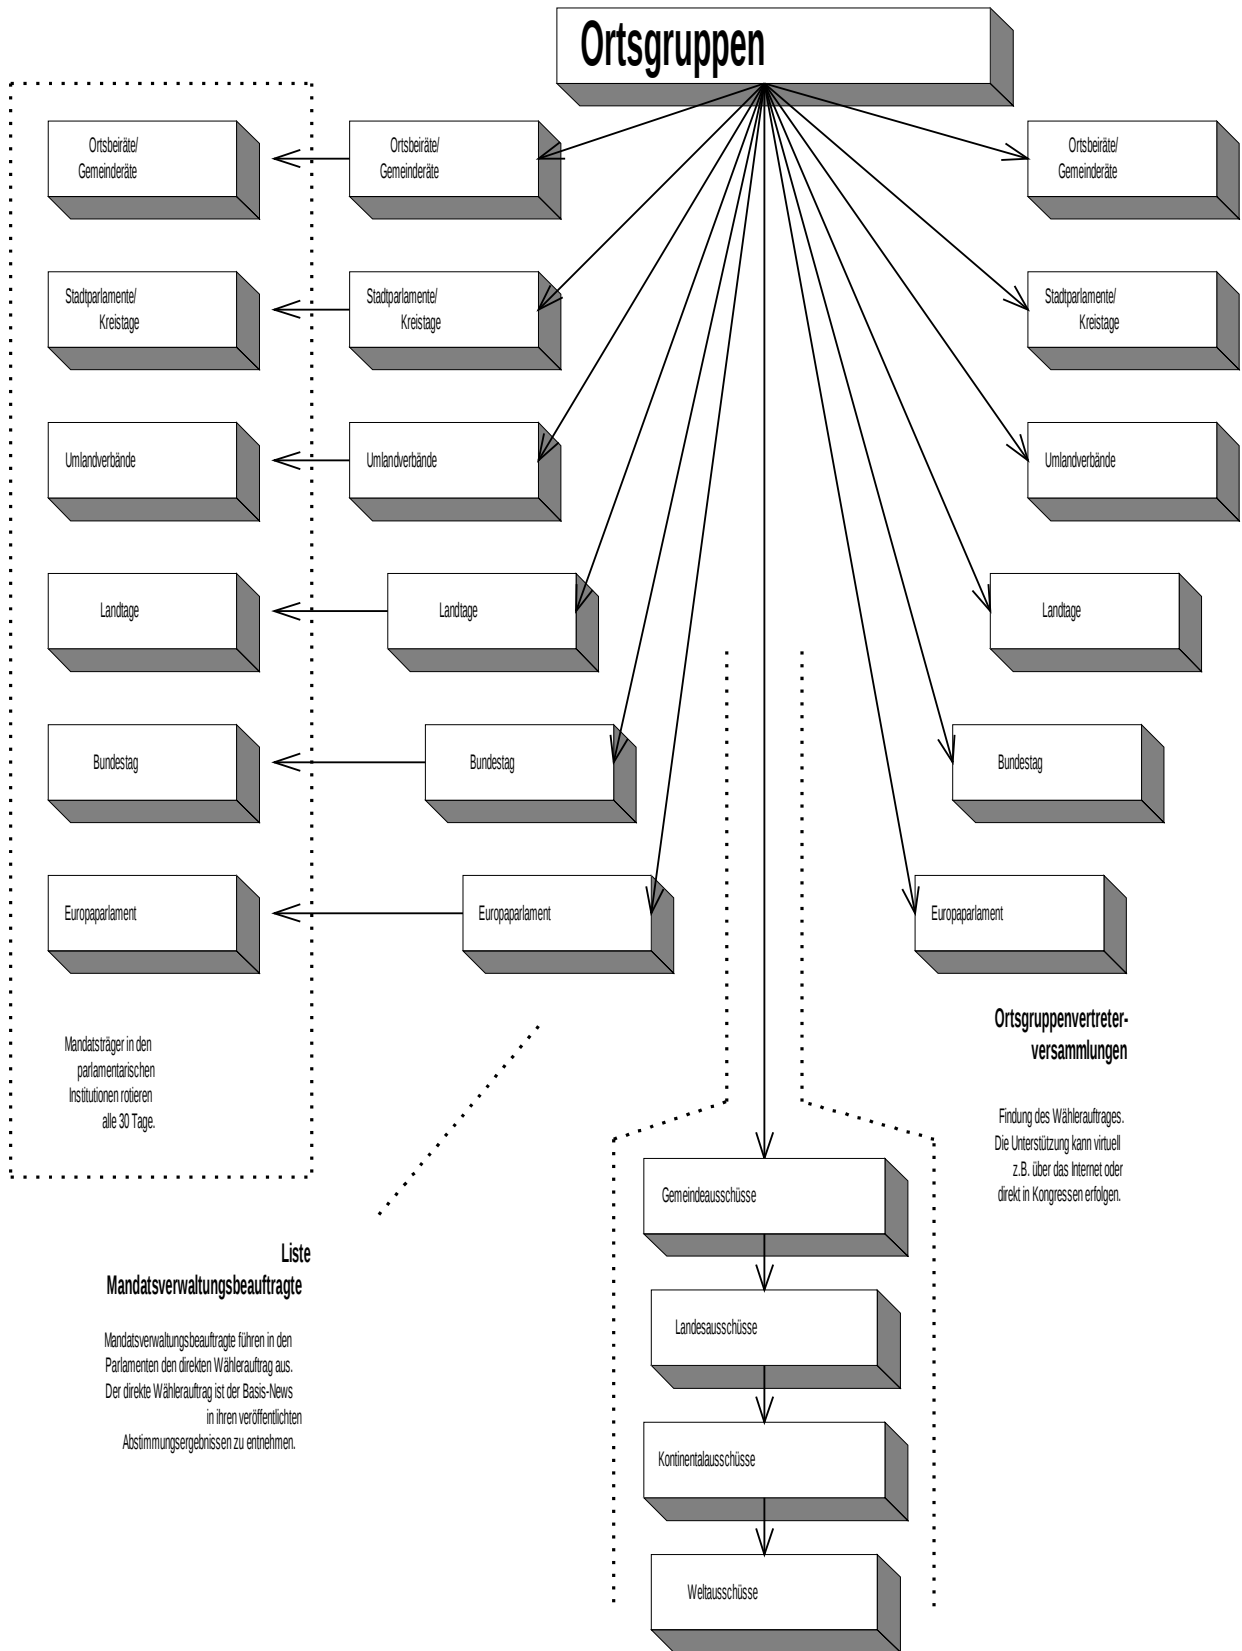 Ortsgruppen
Ortsbeiräte/
Gemeinderäte
Ortsbeiräte/
Gemeinderäte
Ortsbeiräte/
Gemeinderäte
Stadtparlamente/
Kreistage
Stadtparlamente/
Kreistage
Stadtparlamente/
Kreistage
Umlandverbände
Umlandverbände
Umlandverbände
Landtage
Landtage
Landtage
Bundestag
Bundestag
Bundestag
Europaparlament
Europaparlament
Europaparlament
Mandatsträger in den
parlamentarischen
Institutionen rotieren
alle 30 Tage.
Ortsgruppenvertreter-
versammlungen
Findung des Wählerauftrages.
Die Unterstützung kann virtuell
z.B. über das Internet oder
direkt in Kongressen erfolgen.
Liste
Mandatsverwaltungsbeauftragte
Mandatsverwaltungsbeauftragte führen in den
Parlamenten den direkten Wählerauftrag aus.
Der direkte Wählerauftrag ist der Basis-News
in ihren veröffentlichten
Abstimmungsergebnissen zu entnehmen.
Gemeindeausschüsse
Landesausschüsse
Kontinentalausschüsse
Weltausschüsse